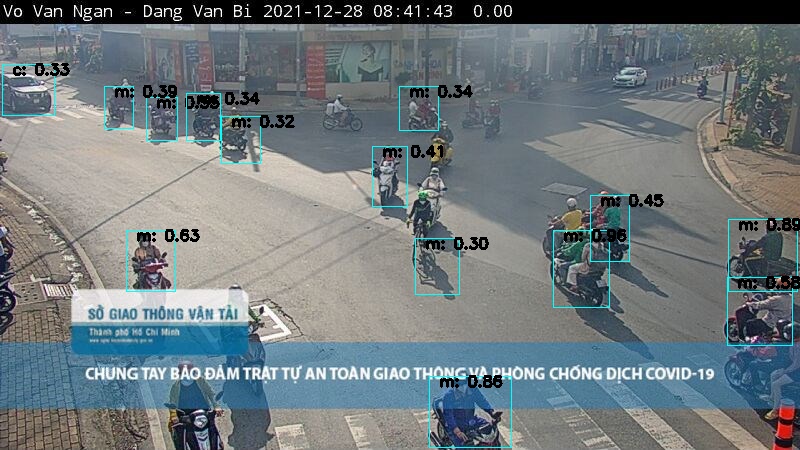 Vo Van Ngan - Dang Van Bi 2021-12-28 08:41:43 0.00
c: 0.33
m: 0.39
m: 0.34
m: 0.34
m: 0.32
m: 0.41
m: 0.45
m: 0.63
m: 0.30
m: 0.96
m: 0.89
m: 0.58
SỞ GIAO THÔNG VẬN TẢI
Thành phố Hồ Chí Minh
CHUNG TAY BẢO ĐẢM TRẬT TỰ AN TOÀN GIAO THÔNG VÀ PHÒNG CHỐNG DỊCH COVID-19
m: 0.86